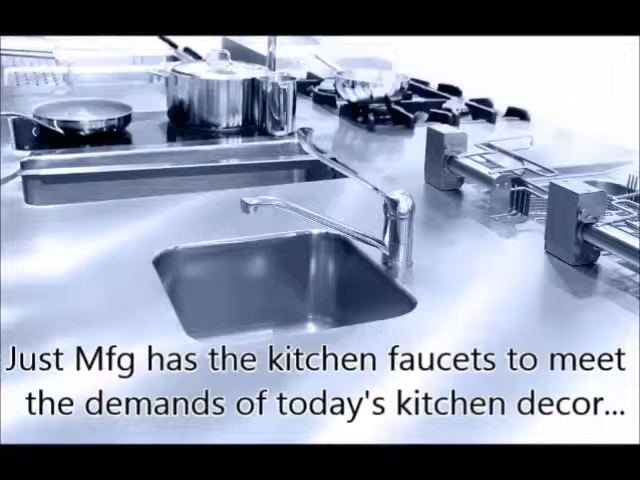 Just Mfg has the kitchen faucets to meet
the demands of today's kitchen decor...